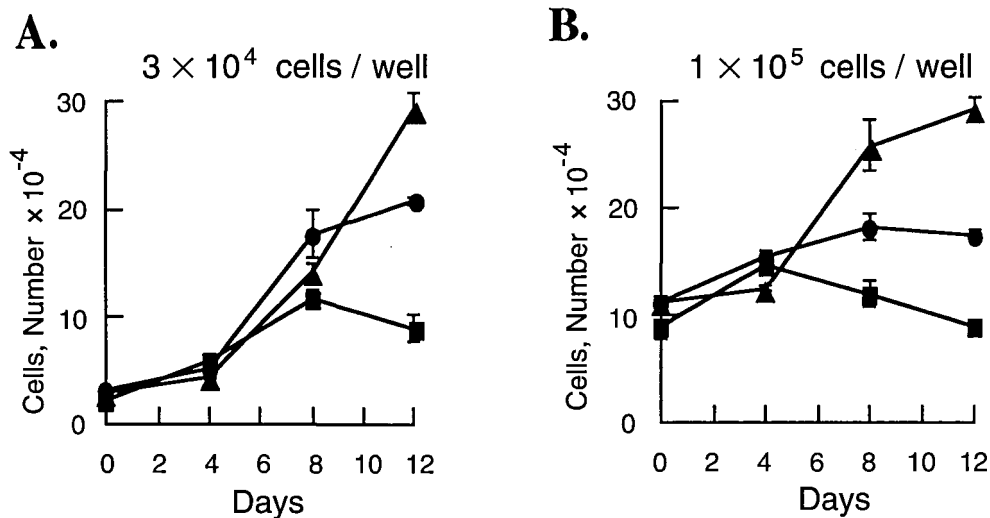 A.
3 × 10⁴ cells / well
Cells, Number × 10⁻⁴
30
20
10
0
0 2 4 6 8 10 12
Days
B.
1 × 10⁵ cells / well
Cells, Number × 10⁻⁴
30
20
10
0
0 2 4 6 8 10 12
Days